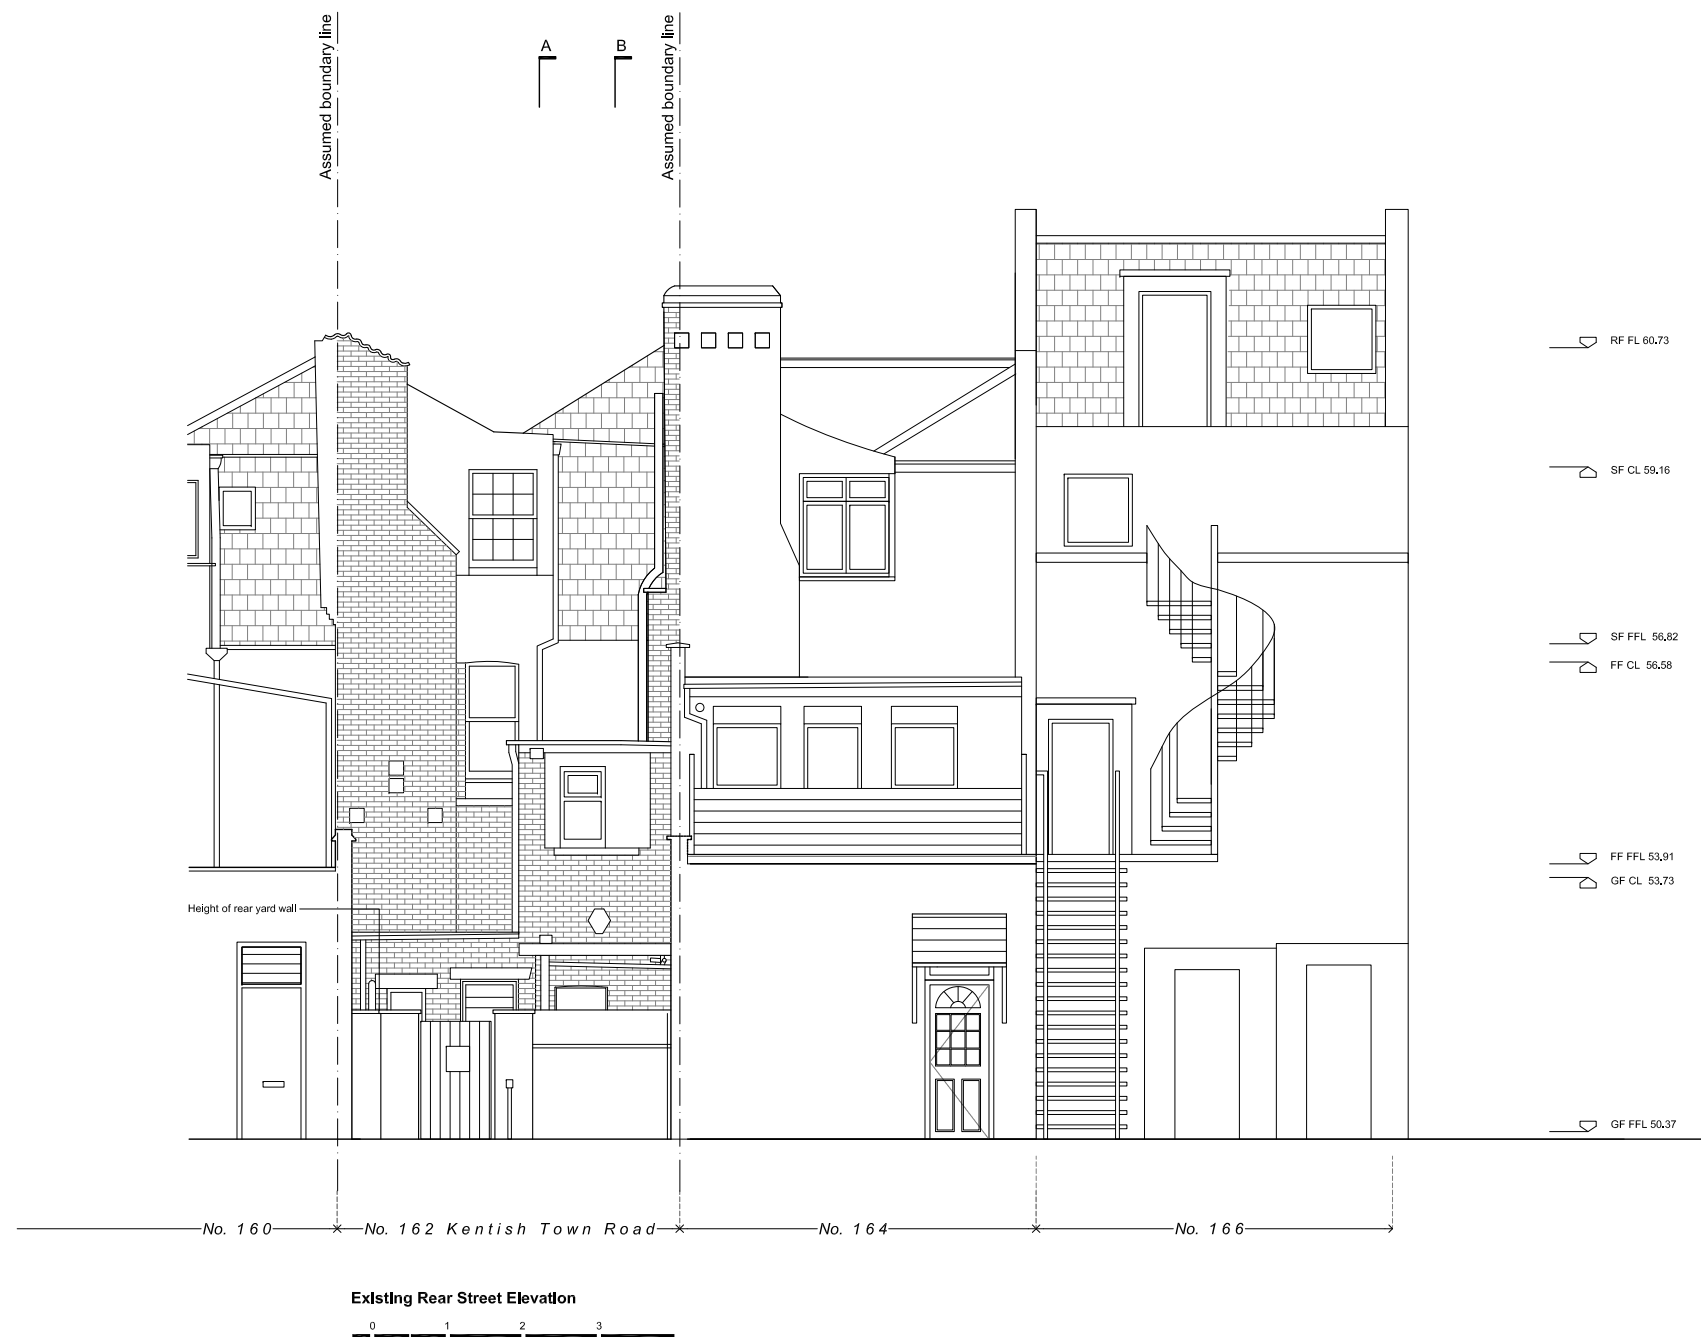 Assumed boundary line
A
B
Assumed boundary line
RF FL 60.73
SF CL 59.16
SF FFL 56.82
FF CL 56.58
FF FFL 53.91
GF CL 53.73
Height of rear yard wall
GF FFL 50.37
No. 160
No. 162 Kentish Town Road
No. 164
No. 166
Existing Rear Street Elevation
0 1 2 3